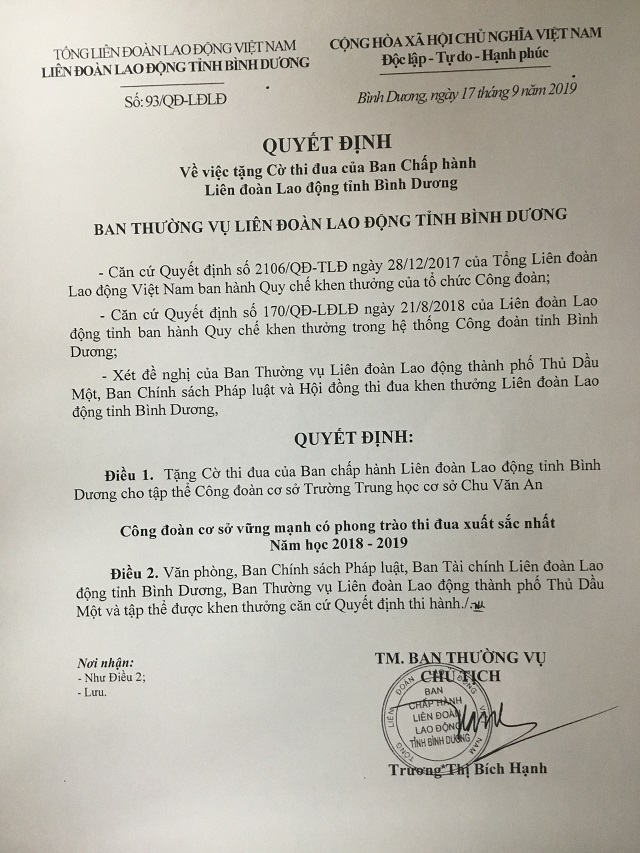 TỔNG LIÊN ĐOÀN LAO ĐỘNG VIỆT NAM
LIÊN ĐOÀN LAO ĐỘNG TỈNH BÌNH DƯƠNG
Số: 93/QĐ-LĐLĐ
CỘNG HÒA XÃ HỘI CHỦ NGHĨA VIỆT NAM
Độc lập - Tự do - Hạnh phúc
Bình Dương, ngày 17 tháng 9 năm 2019
QUYẾT ĐỊNH
Về việc tặng Cờ thi đua của Ban Chấp hành
Liên đoàn Lao động tỉnh Bình Dương
BAN THƯỜNG VỤ LIÊN ĐOÀN LAO ĐỘNG TỈNH BÌNH DƯƠNG
- Căn cứ Quyết định số 2106/QĐ-TLĐ ngày 28/12/2017 của Tổng Liên đoàn
Lao động Việt Nam ban hành Quy chế khen thưởng của tổ chức Công đoàn;
- Căn cứ Quyết định số 170/QĐ-LĐLĐ ngày 21/8/2018 của Liên đoàn Lao
động tỉnh ban hành Quy chế khen thưởng trong hệ thống Công đoàn tỉnh Bình
Dương;
- Xét đề nghị của Ban Thường vụ Liên đoàn Lao động thành phố Thủ Dầu
Một, Ban Chính sách Pháp luật và Hội đồng thi đua khen thưởng Liên đoàn Lao
động tỉnh Bình Dương,
QUYẾT ĐỊNH:
Điều 1. Tặng Cờ thi đua của Ban chấp hành Liên đoàn Lao động tỉnh Bình
Dương cho tập thể Công đoàn cơ sở Trường Trung học cơ sở Chu Văn An
Công đoàn cơ sở vững mạnh có phong trào thi đua xuất sắc nhất
Năm học 2018 - 2019
Điều 2. Văn phòng, Ban Chính sách Pháp luật, Ban Tài chính Liên đoàn Lao
động tỉnh Bình Dương, Ban Thường vụ Liên đoàn Lao động thành phố Thủ Dầu
Một và tập thể được khen thưởng căn cứ Quyết định thi hành./.
Nơi nhận:
- Như Điều 2;
- Lưu.
TM. BAN THƯỜNG VỤ
CHỦ TỊCH
TỔNG LIÊN ĐOÀN LAO ĐỘNG VIỆT NAM
BAN
CHẤP HÀNH
LIÊN ĐOÀN
LAO ĐỘNG
TỈNH BÌNH DƯƠNG
Trương Thị Bích Hạnh